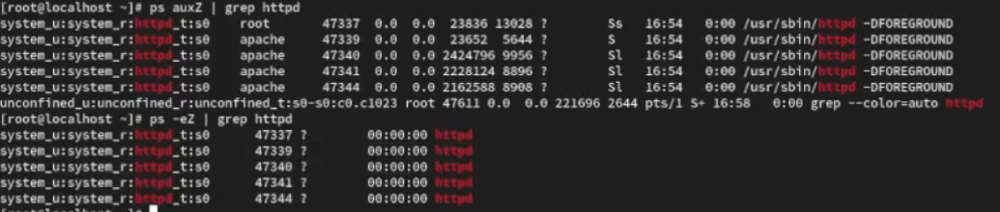 [root@localhost ~]# ps auxZ | grep httpd
system_u:system_r:httpd_t:s0    root       47337  0.0  0.0  23836 13028 ?        Ss   16:54   0:00 /usr/sbin/httpd -DFOREGROUND
system_u:system_r:httpd_t:s0    apache     47339  0.0  0.0  23652  5644 ?        S    16:54   0:00 /usr/sbin/httpd -DFOREGROUND
system_u:system_r:httpd_t:s0    apache     47340  0.0  0.0 2424796 9956 ?        Sl   16:54   0:00 /usr/sbin/httpd -DFOREGROUND
system_u:system_r:httpd_t:s0    apache     47341  0.0  0.0 2228124 8896 ?        Sl   16:54   0:00 /usr/sbin/httpd -DFOREGROUND
system_u:system_r:httpd_t:s0    apache     47344  0.0  0.0 2162588 8908 ?        Sl   16:54   0:00 /usr/sbin/httpd -DFOREGROUND
unconfined_u:unconfined_r:unconfined_t:s0-s0:c0.c1023 root 47611 0.0  0.0 221696 2644 pts/1 S+ 16:58   0:00 grep --color=auto httpd
[root@localhost ~]# ps -eZ | grep httpd
system_u:system_r:httpd_t:s0      47337 ?        00:00:00 httpd
system_u:system_r:httpd_t:s0      47339 ?        00:00:00 httpd
system_u:system_r:httpd_t:s0      47340 ?        00:00:00 httpd
system_u:system_r:httpd_t:s0      47341 ?        00:00:00 httpd
system_u:system_r:httpd_t:s0      47344 ?        00:00:00 httpd
[root@localhost ~]#